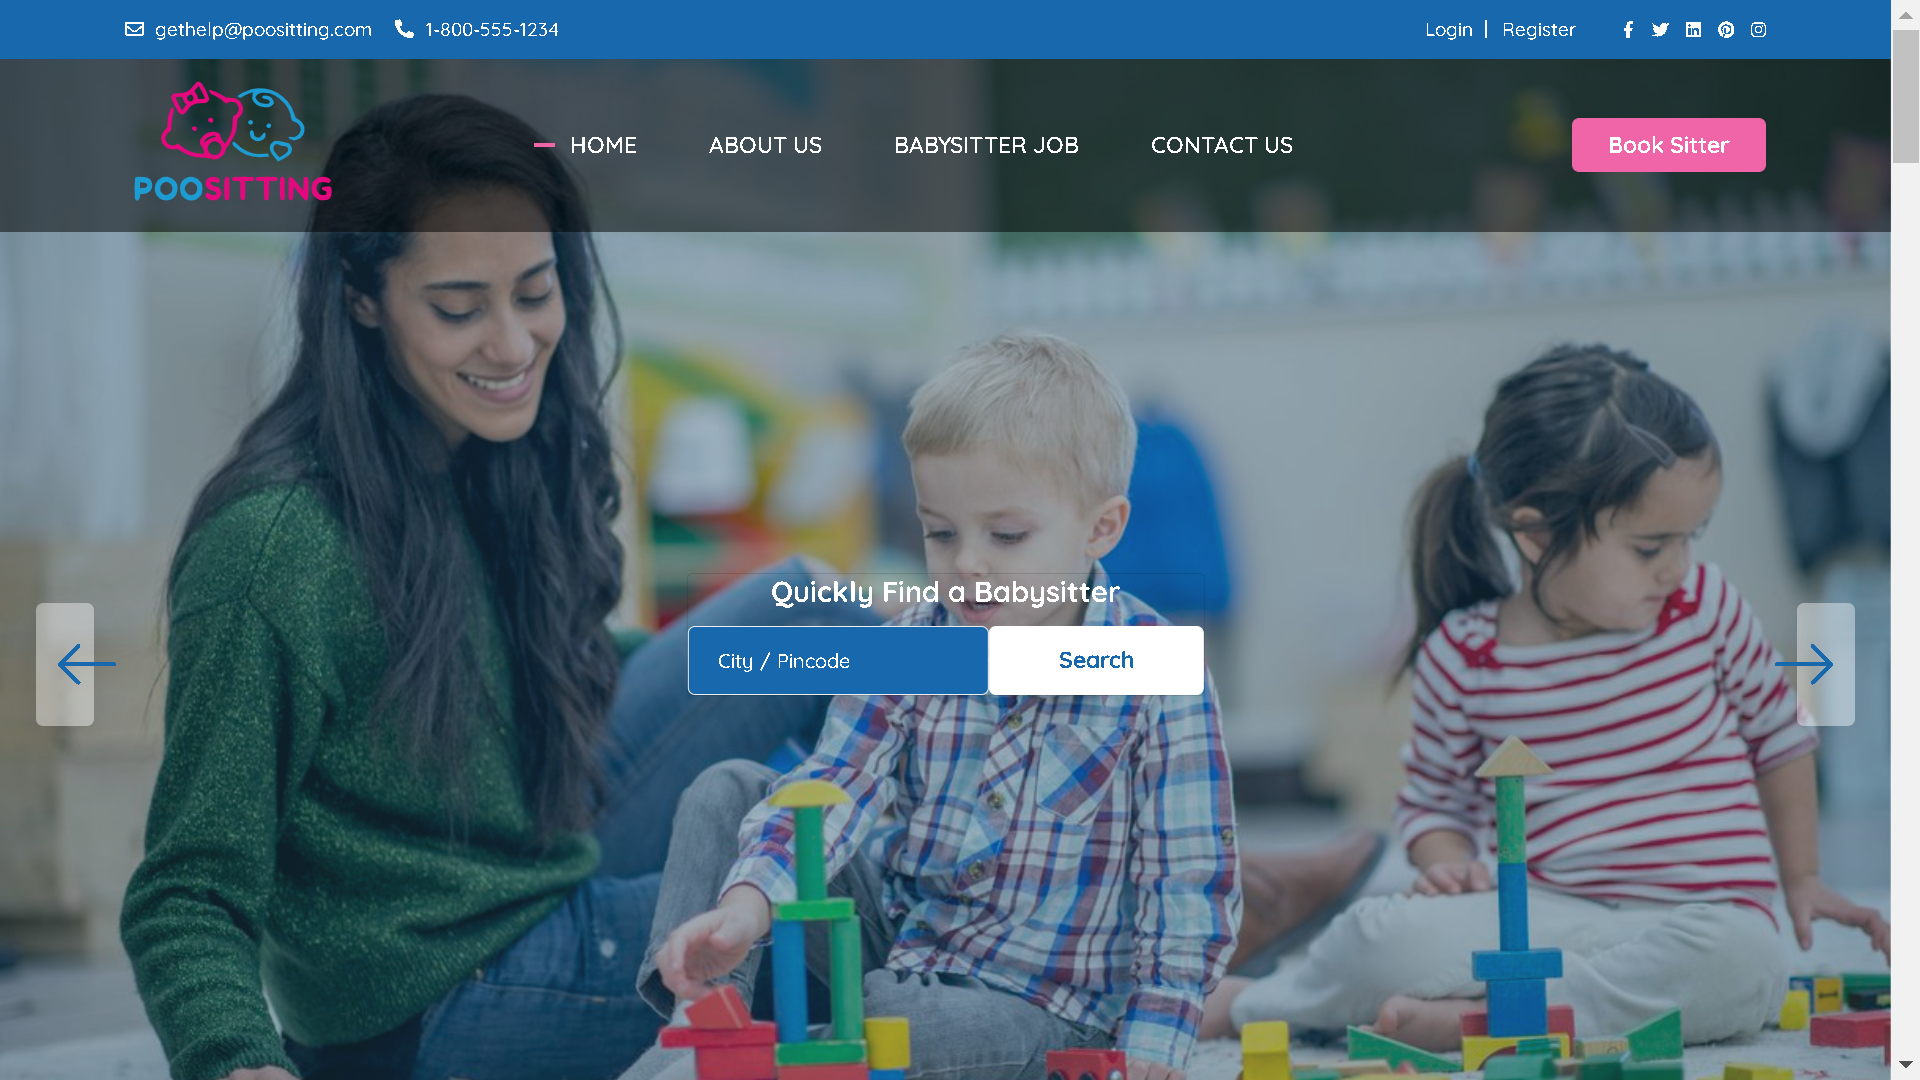 gethelp@poositting.com 1-800-555-1234 Login | Register
POOSITTING
HOME ABOUT US BABYSITTER JOB CONTACT US Book Sitter
Quickly Find a Babysitter
City / Pincode Search